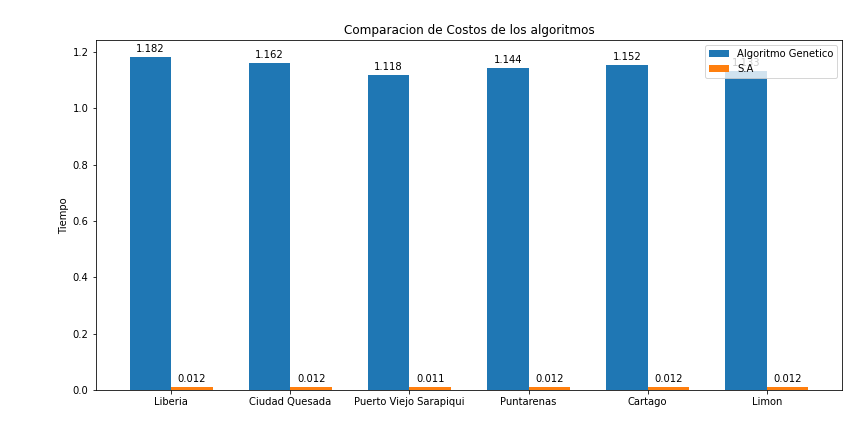 Comparacion de Costos de los algoritmos
Algoritmo Genetico
S.A
1.182
1.162
1.118
1.144
1.152
0.012
0.012
0.011
0.012
0.012
0.012
Tiempo
1.2
1.0
0.8
0.6
0.4
0.2
0.0
Liberia
Ciudad Quesada
Puerto Viejo Sarapiqui
Puntarenas
Cartago
Limon